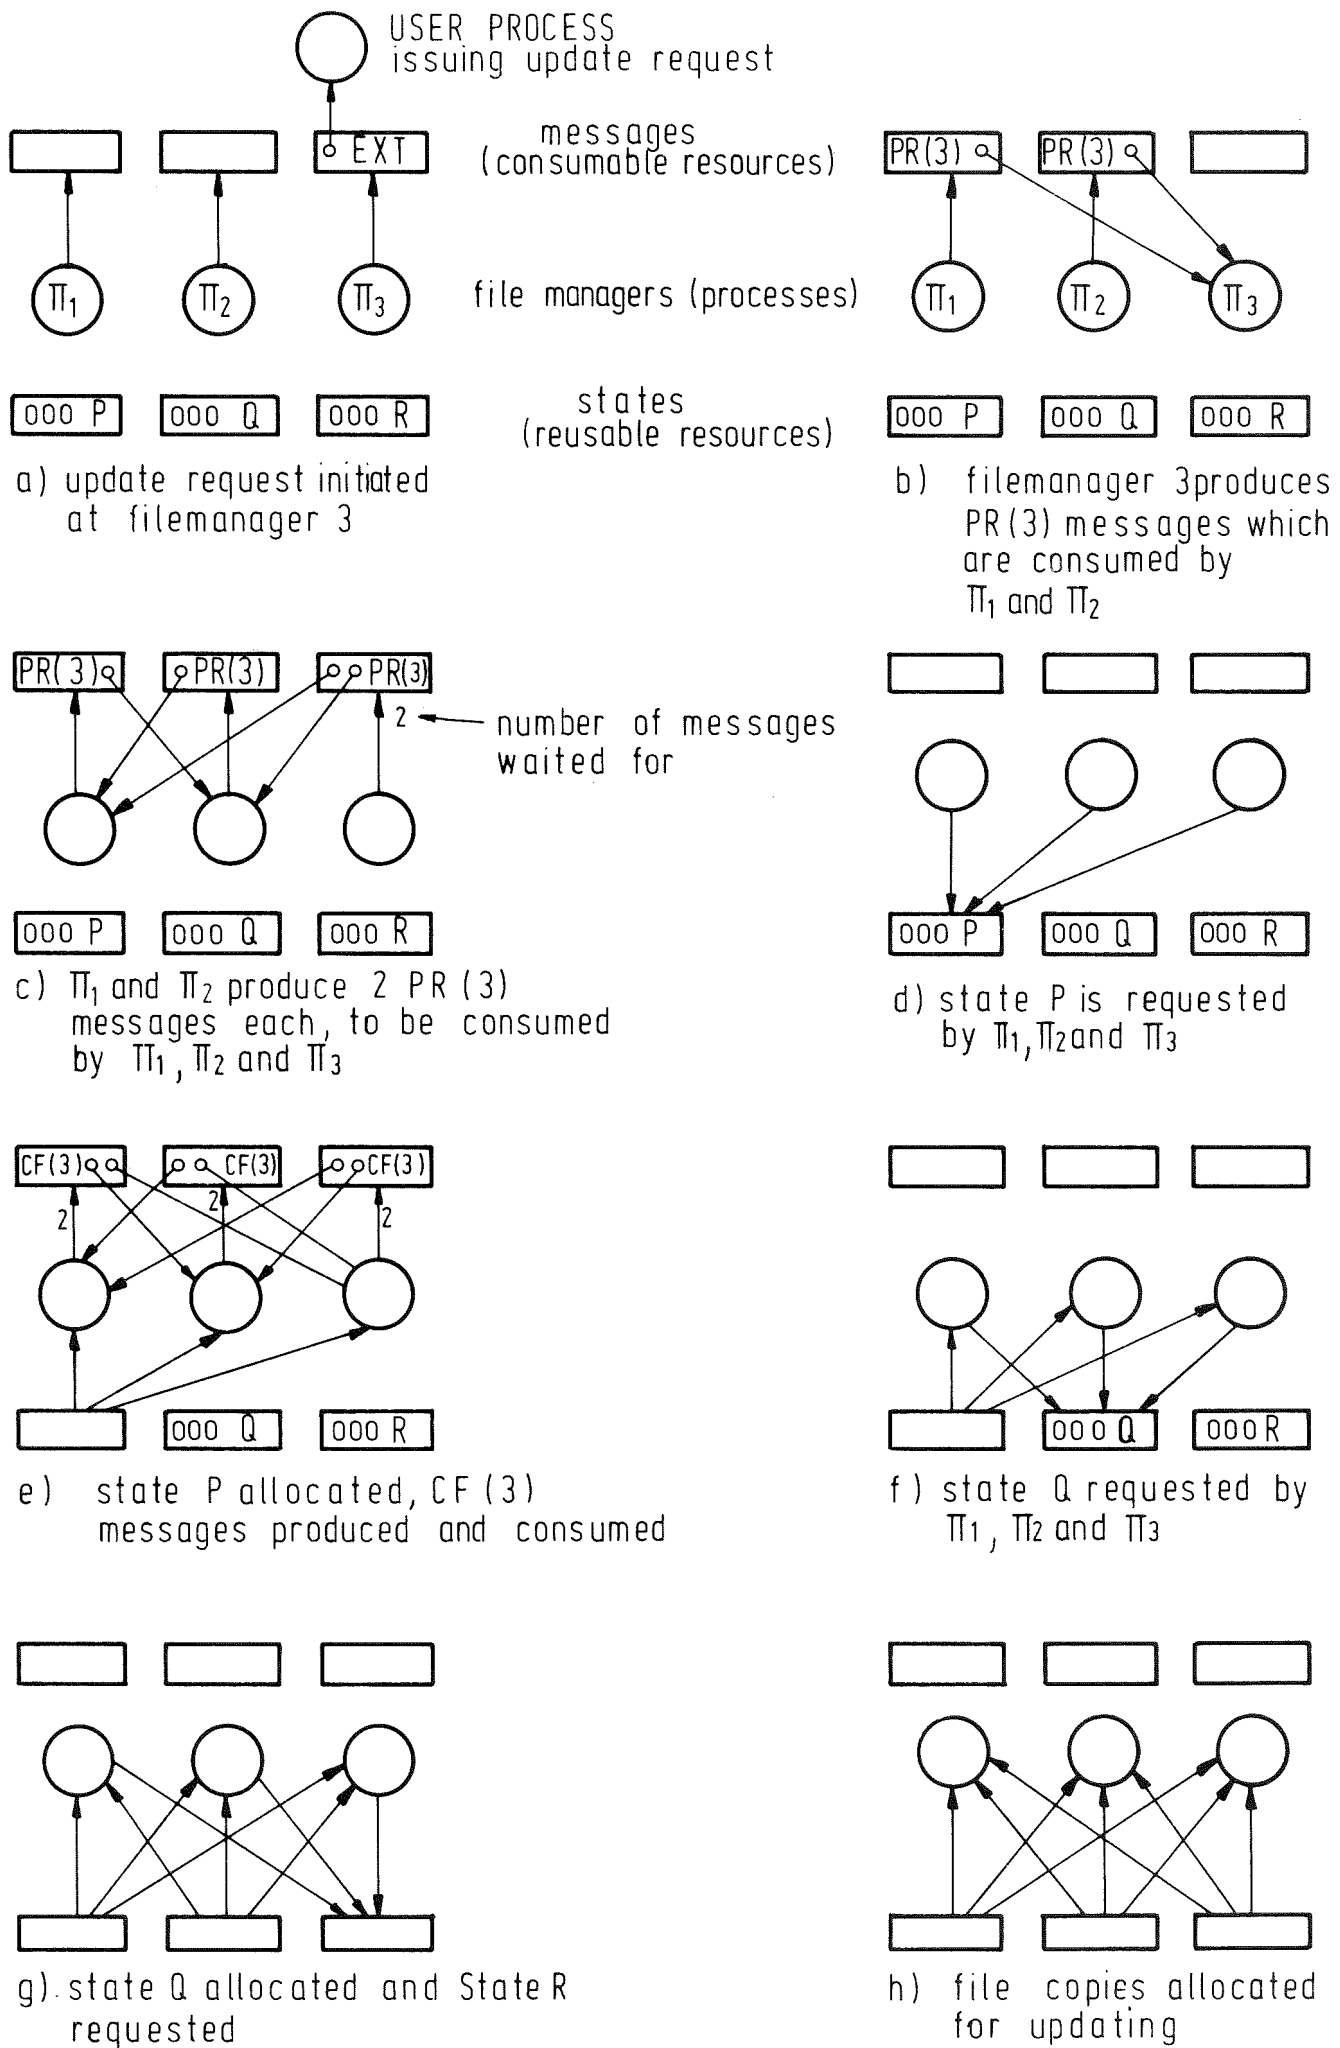 USER PROCESS
issuing update request
EXT
messages
(consumable resources)
PR(3) PR(3)
Π1 Π2 Π3
file managers (processes)
Π1 Π2 Π3
000 P 000 Q 000 R
states
(reusable resources)
000 P 000 Q 000 R
a) update request initiated
at filemanager 3
b) filemanager 3produces
PR(3) messages which
are consumed by
Π1 and Π2
PR(3) PR(3) PR(3)
2
number of messages
waited for
000 P 000 Q 000 R
c) Π1 and Π2 produce 2 PR (3)
messages each, to be consumed
by Π1, Π2 and Π3
000 P 000 Q 000 R
d) state P is requested
by Π1,Π2and Π3
CF(3) CF(3) CF(3)
2 2 2
000 Q 000 R
e) state P allocated, CF (3)
messages produced and consumed
000 Q 000 R
f) state Q requested by
Π1, Π2 and Π3
g). state Q allocated and State R
requested
h) file copies allocated
for updating